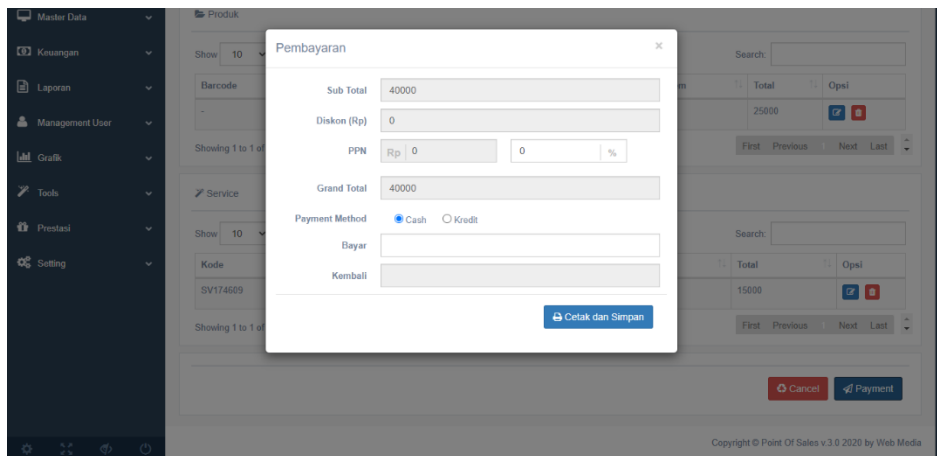 Master Data
Keuangan
Laporan
Management User
Grafik
Tools
Prestasi
Setting
Produk
Show 10
Search:
Barcode Total Opsi
- 25000
Showing 1 to 1 of
First Previous 1 Next Last
Service
Show 10
Search:
Kode Total Opsi
SV174609 15000
Showing 1 to 1 of
First Previous 1 Next Last
Cancel Payment
Copyright © Point Of Sales v.3.0 2020 by Web Media
Pembayaran ×
Sub Total 40000
Diskon (Rp) 0
PPN Rp 0 0 %
Grand Total 40000
Payment Method Cash Kredit
Bayar
Kembali
Cetak dan Simpan